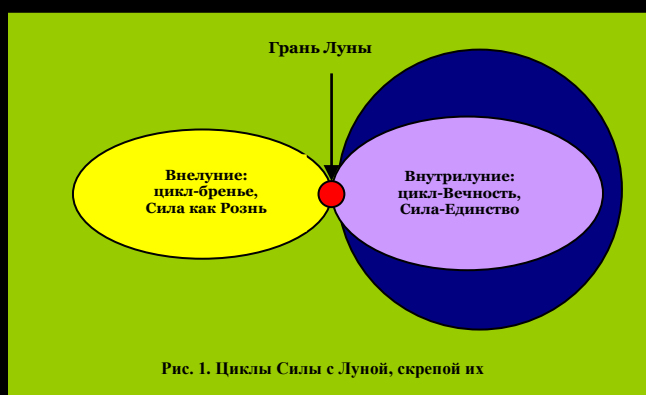 Грань Луны
Внелуние:
цикл-бренье,
Сила как Рознь
Внутрилуние:
цикл-Вечность,
Сила-Единство
Рис. 1. Циклы Силы с Луной, скрепой их